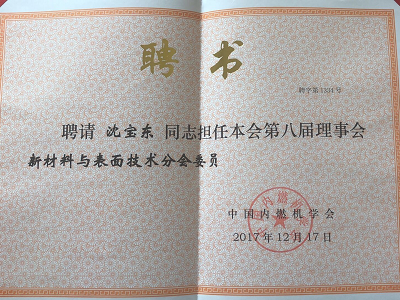 聘书
聘字第1331号
聘请 沈宝东 同志担任本会第八届理事会
新材料与表面技术分会委员
中国内燃机学会
2017年12月17日